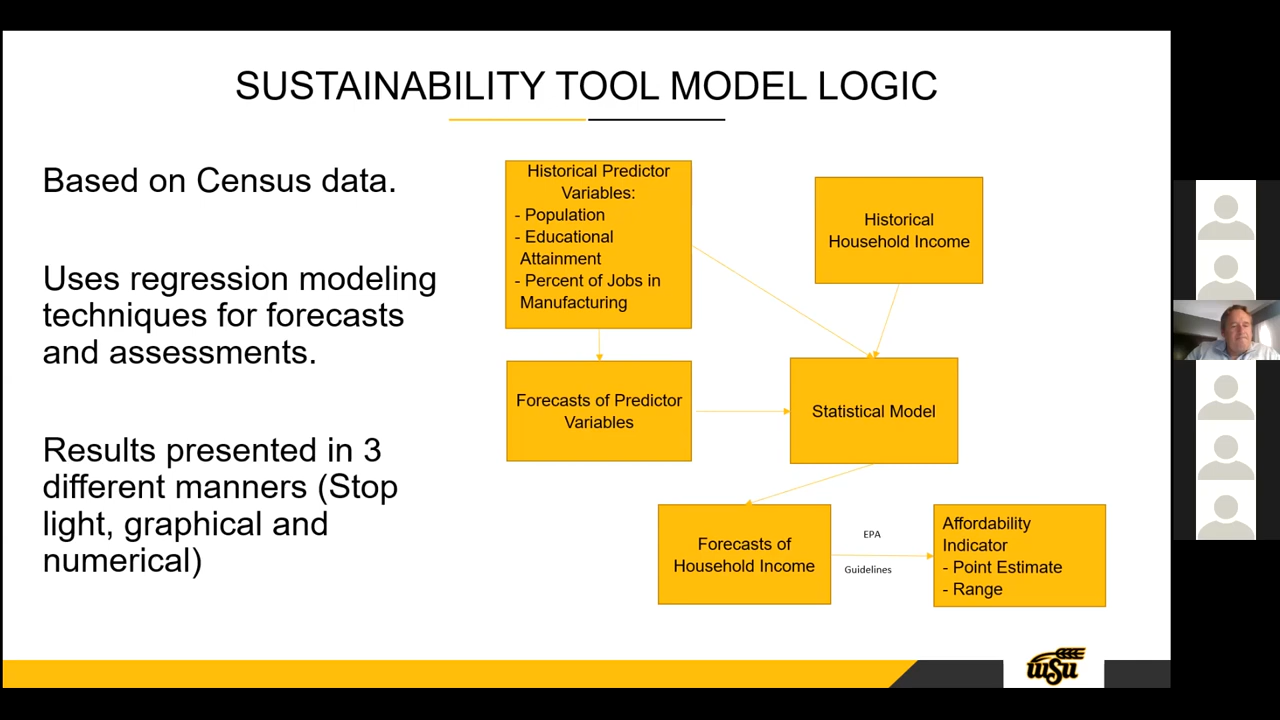 SUSTAINABILITY TOOL MODEL LOGIC
Based on Census data.
Uses regression modeling
techniques for forecasts
and assessments.
Results presented in 3
different manners (Stop
light, graphical and
numerical)
Historical Predictor
Variables:
- Population
- Educational
Attainment
- Percent of Jobs in
Manufacturing
Historical
Household Income
Forecasts of Predictor
Variables
Statistical Model
Forecasts of
Household Income
EPA
Guidelines
Affordability
Indicator
- Point Estimate
- Range
WSU